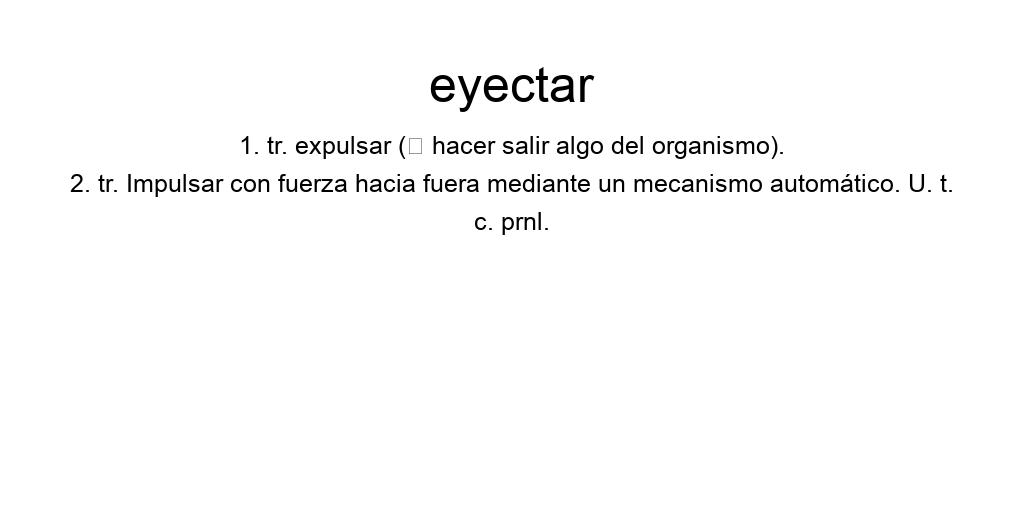 eyectar
1. tr. expulsar (□ hacer salir algo del organismo).
2. tr. Impulsar con fuerza hacia fuera mediante un mecanismo automático. U. t.
c. prnl.